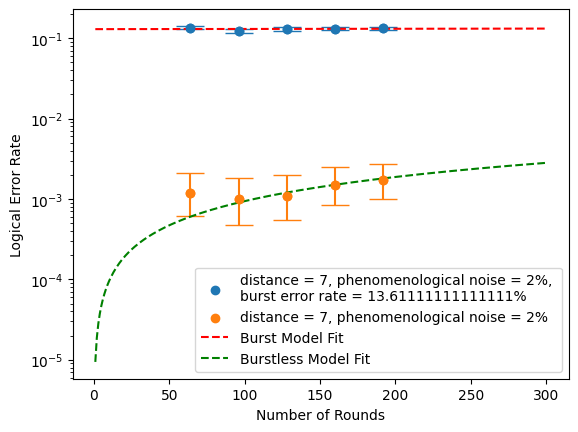 10⁻¹
10⁻²
10⁻³
10⁻⁴
10⁻⁵
Logical Error Rate
distance = 7, phenomenological noise = 2%,
burst error rate = 13.61111111111111%
distance = 7, phenomenological noise = 2%
Burst Model Fit
Burstless Model Fit
0 50 100 150 200 250 300
Number of Rounds